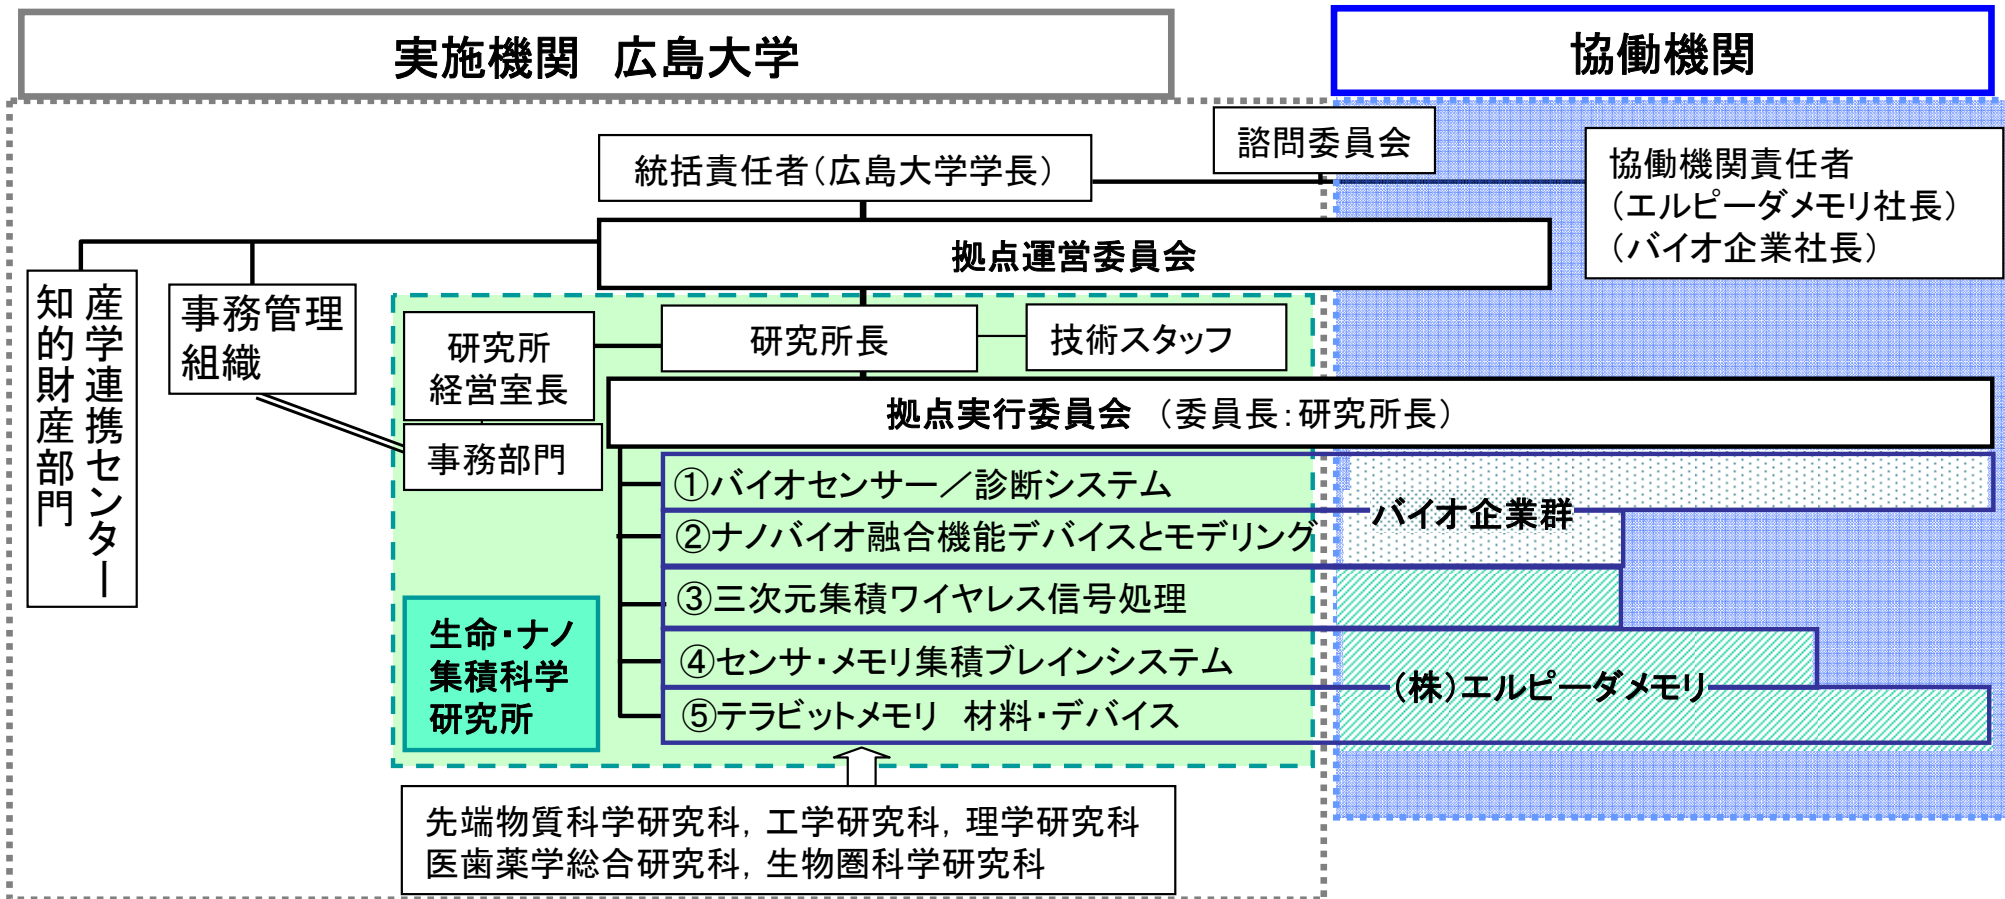 実施機関　広島大学
協働機関
諮問委員会
統括責任者（広島大学学長）
協働機関責任者
（エルピーダメモリ社長）
（バイオ企業社長）
拠点運営委員会
産学連携センター
知的財産部門
事務管理
組織
研究所
経営室長
研究所長
技術スタッフ
拠点実行委員会　（委員長：研究所長）
事務部門
①バイオセンサー／診断システム
バイオ企業群
②ナノバイオ融合機能デバイスとモデリング
③三次元集積ワイヤレス信号処理
④センサ・メモリ集積ブレインシステム
（株）エルピーダメモリ
⑤テラビットメモリ　材料・デバイス
生命・ナノ
集積科学
研究所
先端物質科学研究科，工学研究科，理学研究科
医歯薬学総合研究科，生物圏科学研究科